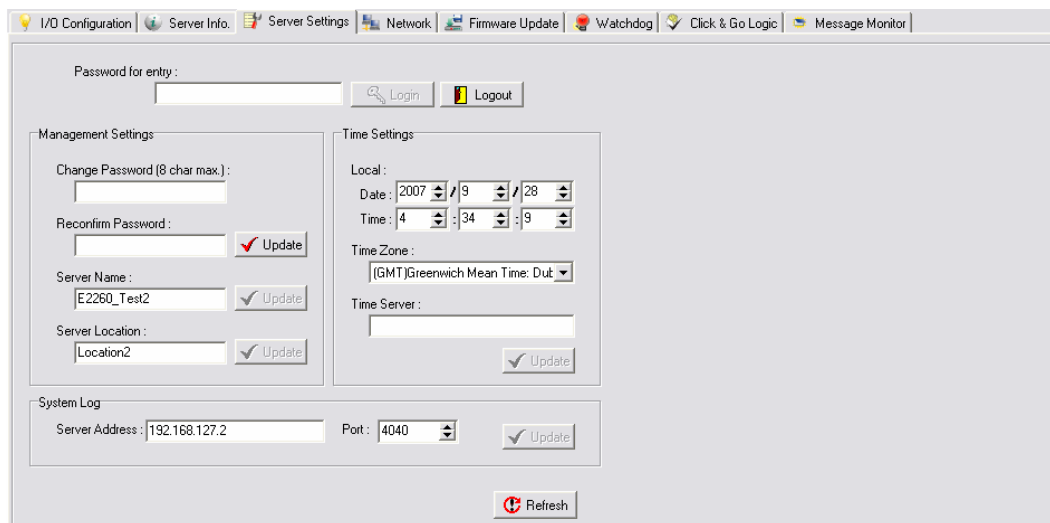 I/O Configuration Server Info. Server Settings Network Firmware Update Watchdog Click & Go Logic Message Monitor
Password for entry :
Login Logout
Management Settings
Change Password (8 char max.) :
Reconfirm Password :
Update
Server Name :
E2260_Test2 Update
Server Location :
Location2 Update
Time Settings
Local :
Date : 2007 / 9 / 28
Time : 4 : 34 : 9
Time Zone :
(GMT)Greenwich Mean Time: Dub
Time Server :
Update
System Log
Server Address : 192.168.127.2 Port : 4040 Update
Refresh